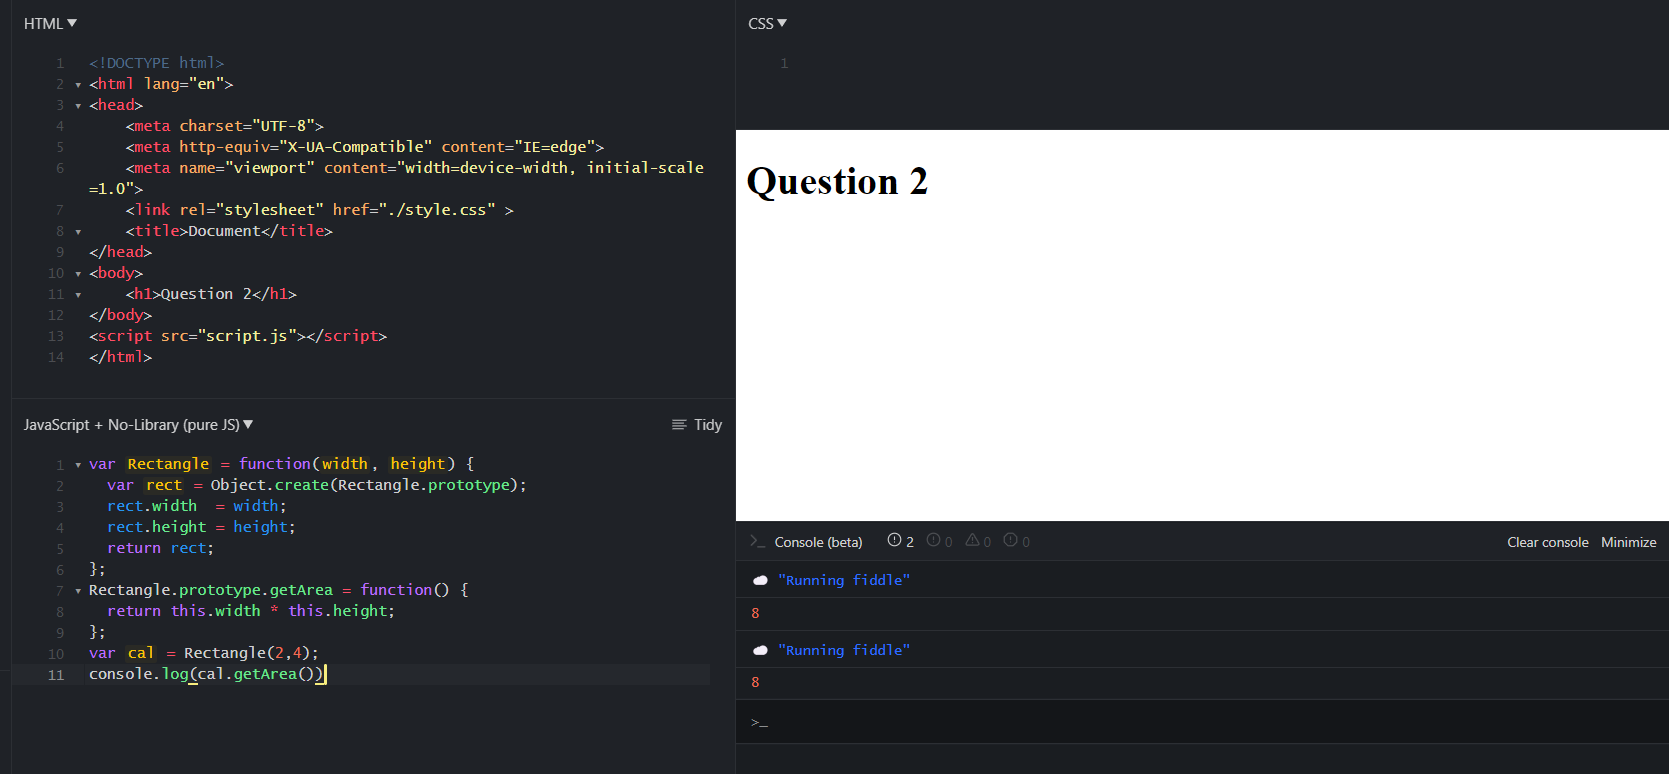 HTML▼
1 <!DOCTYPE html>
2 <html lang="en">
3 <head>
4     <meta charset="UTF-8">
5     <meta http-equiv="X-UA-Compatible" content="IE=edge">
6     <meta name="viewport" content="width=device-width, initial-scale
=1.0">
7     <link rel="stylesheet" href="./style.css" >
8     <title>Document</title>
9 </head>
10 <body>
11     <h1>Question 2</h1>
12 </body>
13 <script src="script.js"></script>
14 </html>
JavaScript + No-Library (pure JS)▼ Tidy
1 var Rectangle = function(width, height) {
2   var rect = Object.create(Rectangle.prototype);
3   rect.width  = width;
4   rect.height = height;
5   return rect;
6 };
7 Rectangle.prototype.getArea = function() {
8   return this.width * this.height;
9 };
10 var cal = Rectangle(2,4);
11 console.log(cal.getArea())
CSS▼
1
Question 2
>_ Console (beta) 2 0 0 0 Clear console Minimize
"Running fiddle"
8
"Running fiddle"
8
>_